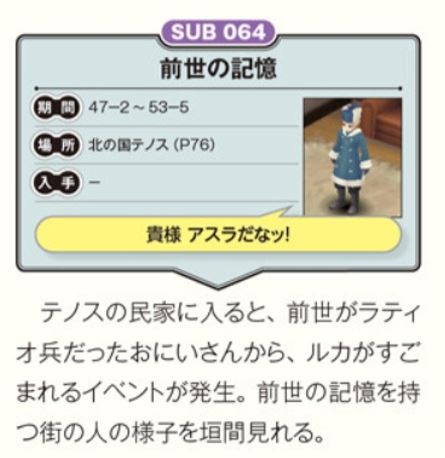 SUB 064
前世の記憶
期間 47−2～53−5
場所 北の国テノス（P76）
入手 −
貴様 アスラだなッ!
テノスの民家に入ると、前世がラティ
オ兵だったおにいさんから、ルカがすご
まれるイベントが発生。前世の記憶を持
つ街の人の様子を垣間見れる。